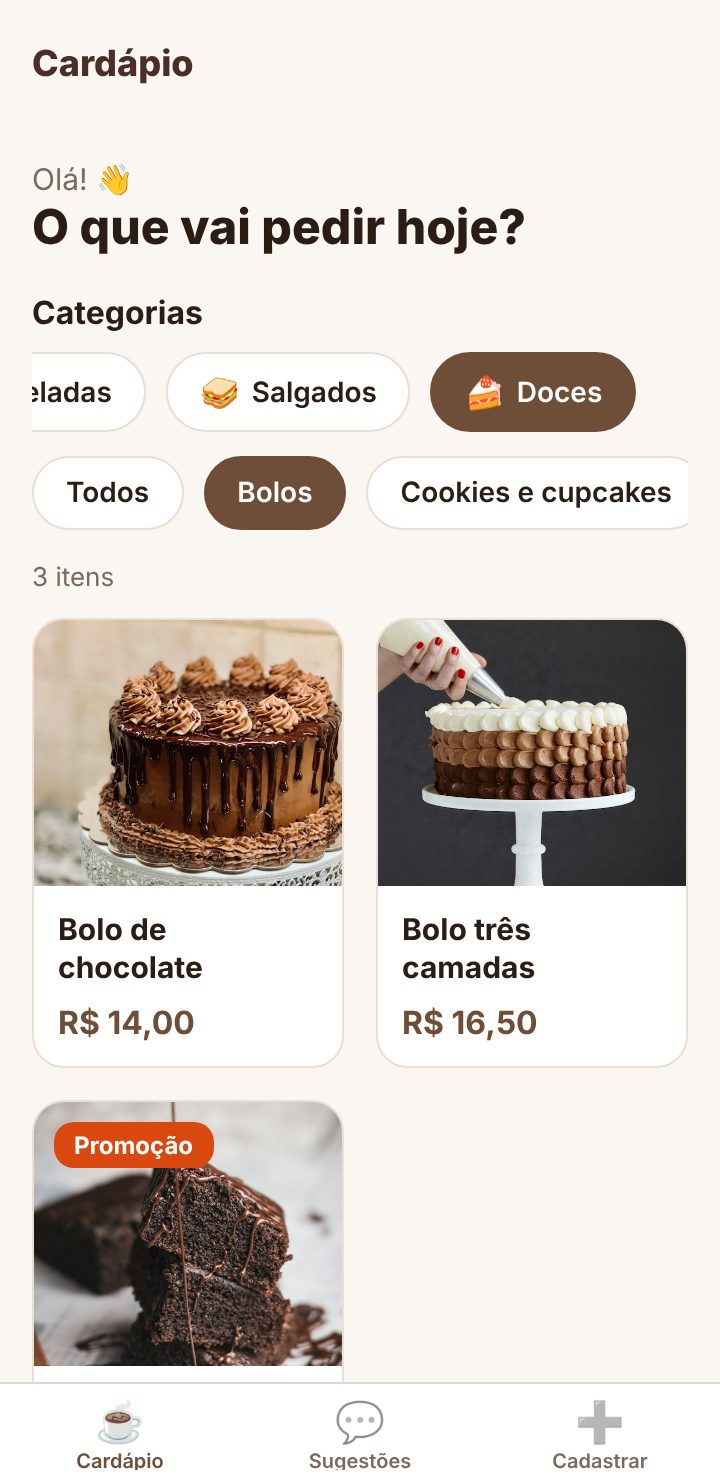 Cardápio
Olá! 👋
O que vai pedir hoje?
Categorias
eladas
Salgados
Doces
Todos
Bolos
Cookies e cupcakes
3 itens
Bolo de
chocolate
R$ 14,00
Bolo três
camadas
R$ 16,50
Promoção
Cardápio
Sugestões
Cadastrar